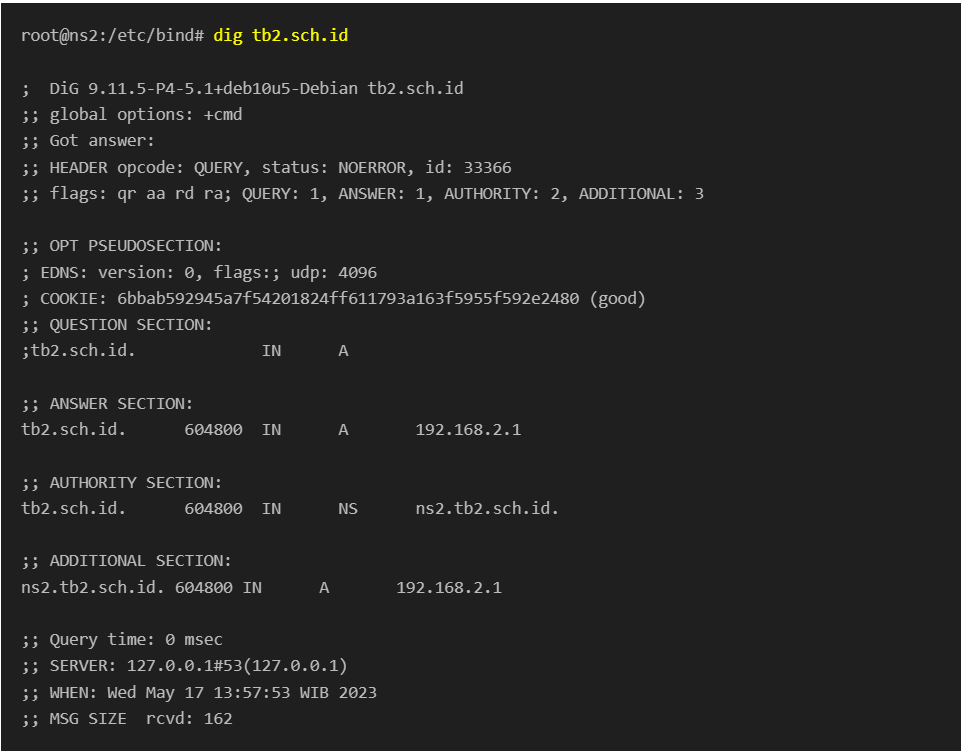 root@ns2:/etc/bind# dig tb2.sch.id
; DiG 9.11.5-P4-5.1+deb10u5-Debian tb2.sch.id
;; global options: +cmd
;; Got answer:
;; HEADER opcode: QUERY, status: NOERROR, id: 33366
;; flags: qr aa rd ra; QUERY: 1, ANSWER: 1, AUTHORITY: 2, ADDITIONAL: 3
;; OPT PSEUDOSECTION:
; EDNS: version: 0, flags:; udp: 4096
; COOKIE: 6bbab592945a7f54201824ff611793a163f5955f592e2480 (good)
;; QUESTION SECTION:
;tb2.sch.id. IN A
;; ANSWER SECTION:
tb2.sch.id. 604800 IN A 192.168.2.1
;; AUTHORITY SECTION:
tb2.sch.id. 604800 IN NS ns2.tb2.sch.id.
;; ADDITIONAL SECTION:
ns2.tb2.sch.id. 604800 IN A 192.168.2.1
;; Query time: 0 msec
;; SERVER: 127.0.0.1#53(127.0.0.1)
;; WHEN: Wed May 17 13:57:53 WIB 2023
;; MSG SIZE rcvd: 162